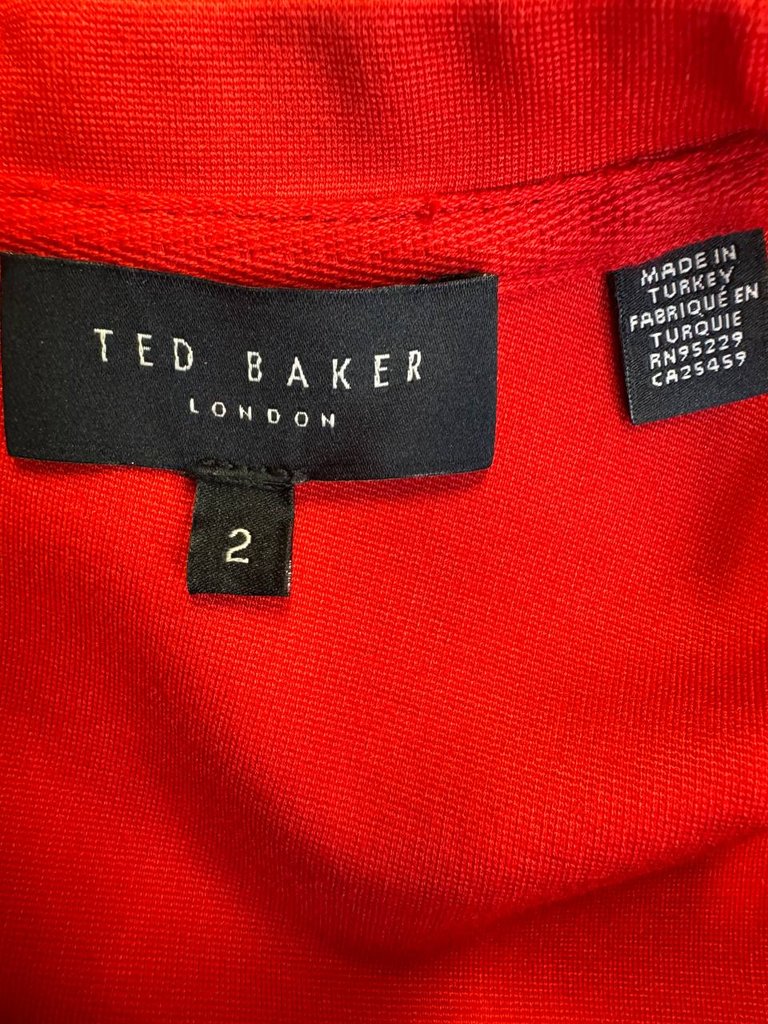 TED BAKER
LONDON
2
MADE IN
TURKEY
FABRIQUÉ EN
TURQUIE
RN95229
CA25459